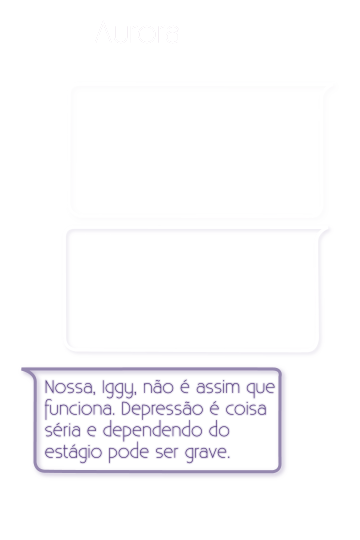 Aurora
Nossa, Iggy, não é assim que
funciona. Depressão é coisa
séria e dependendo do
estágio pode ser grave.